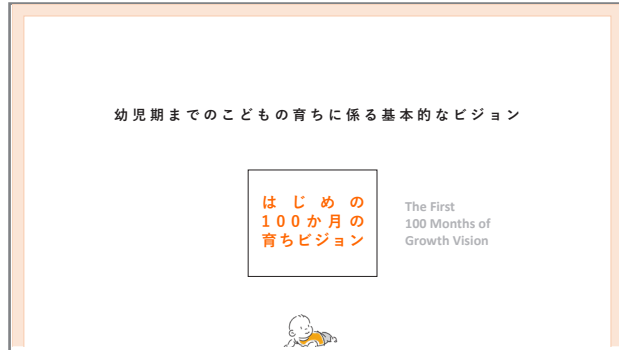 幼児期までのこどもの育ちに係る基本的なビジョン
はじめの
100か月の
育ちビジョン
The First
100 Months of
Growth Vision